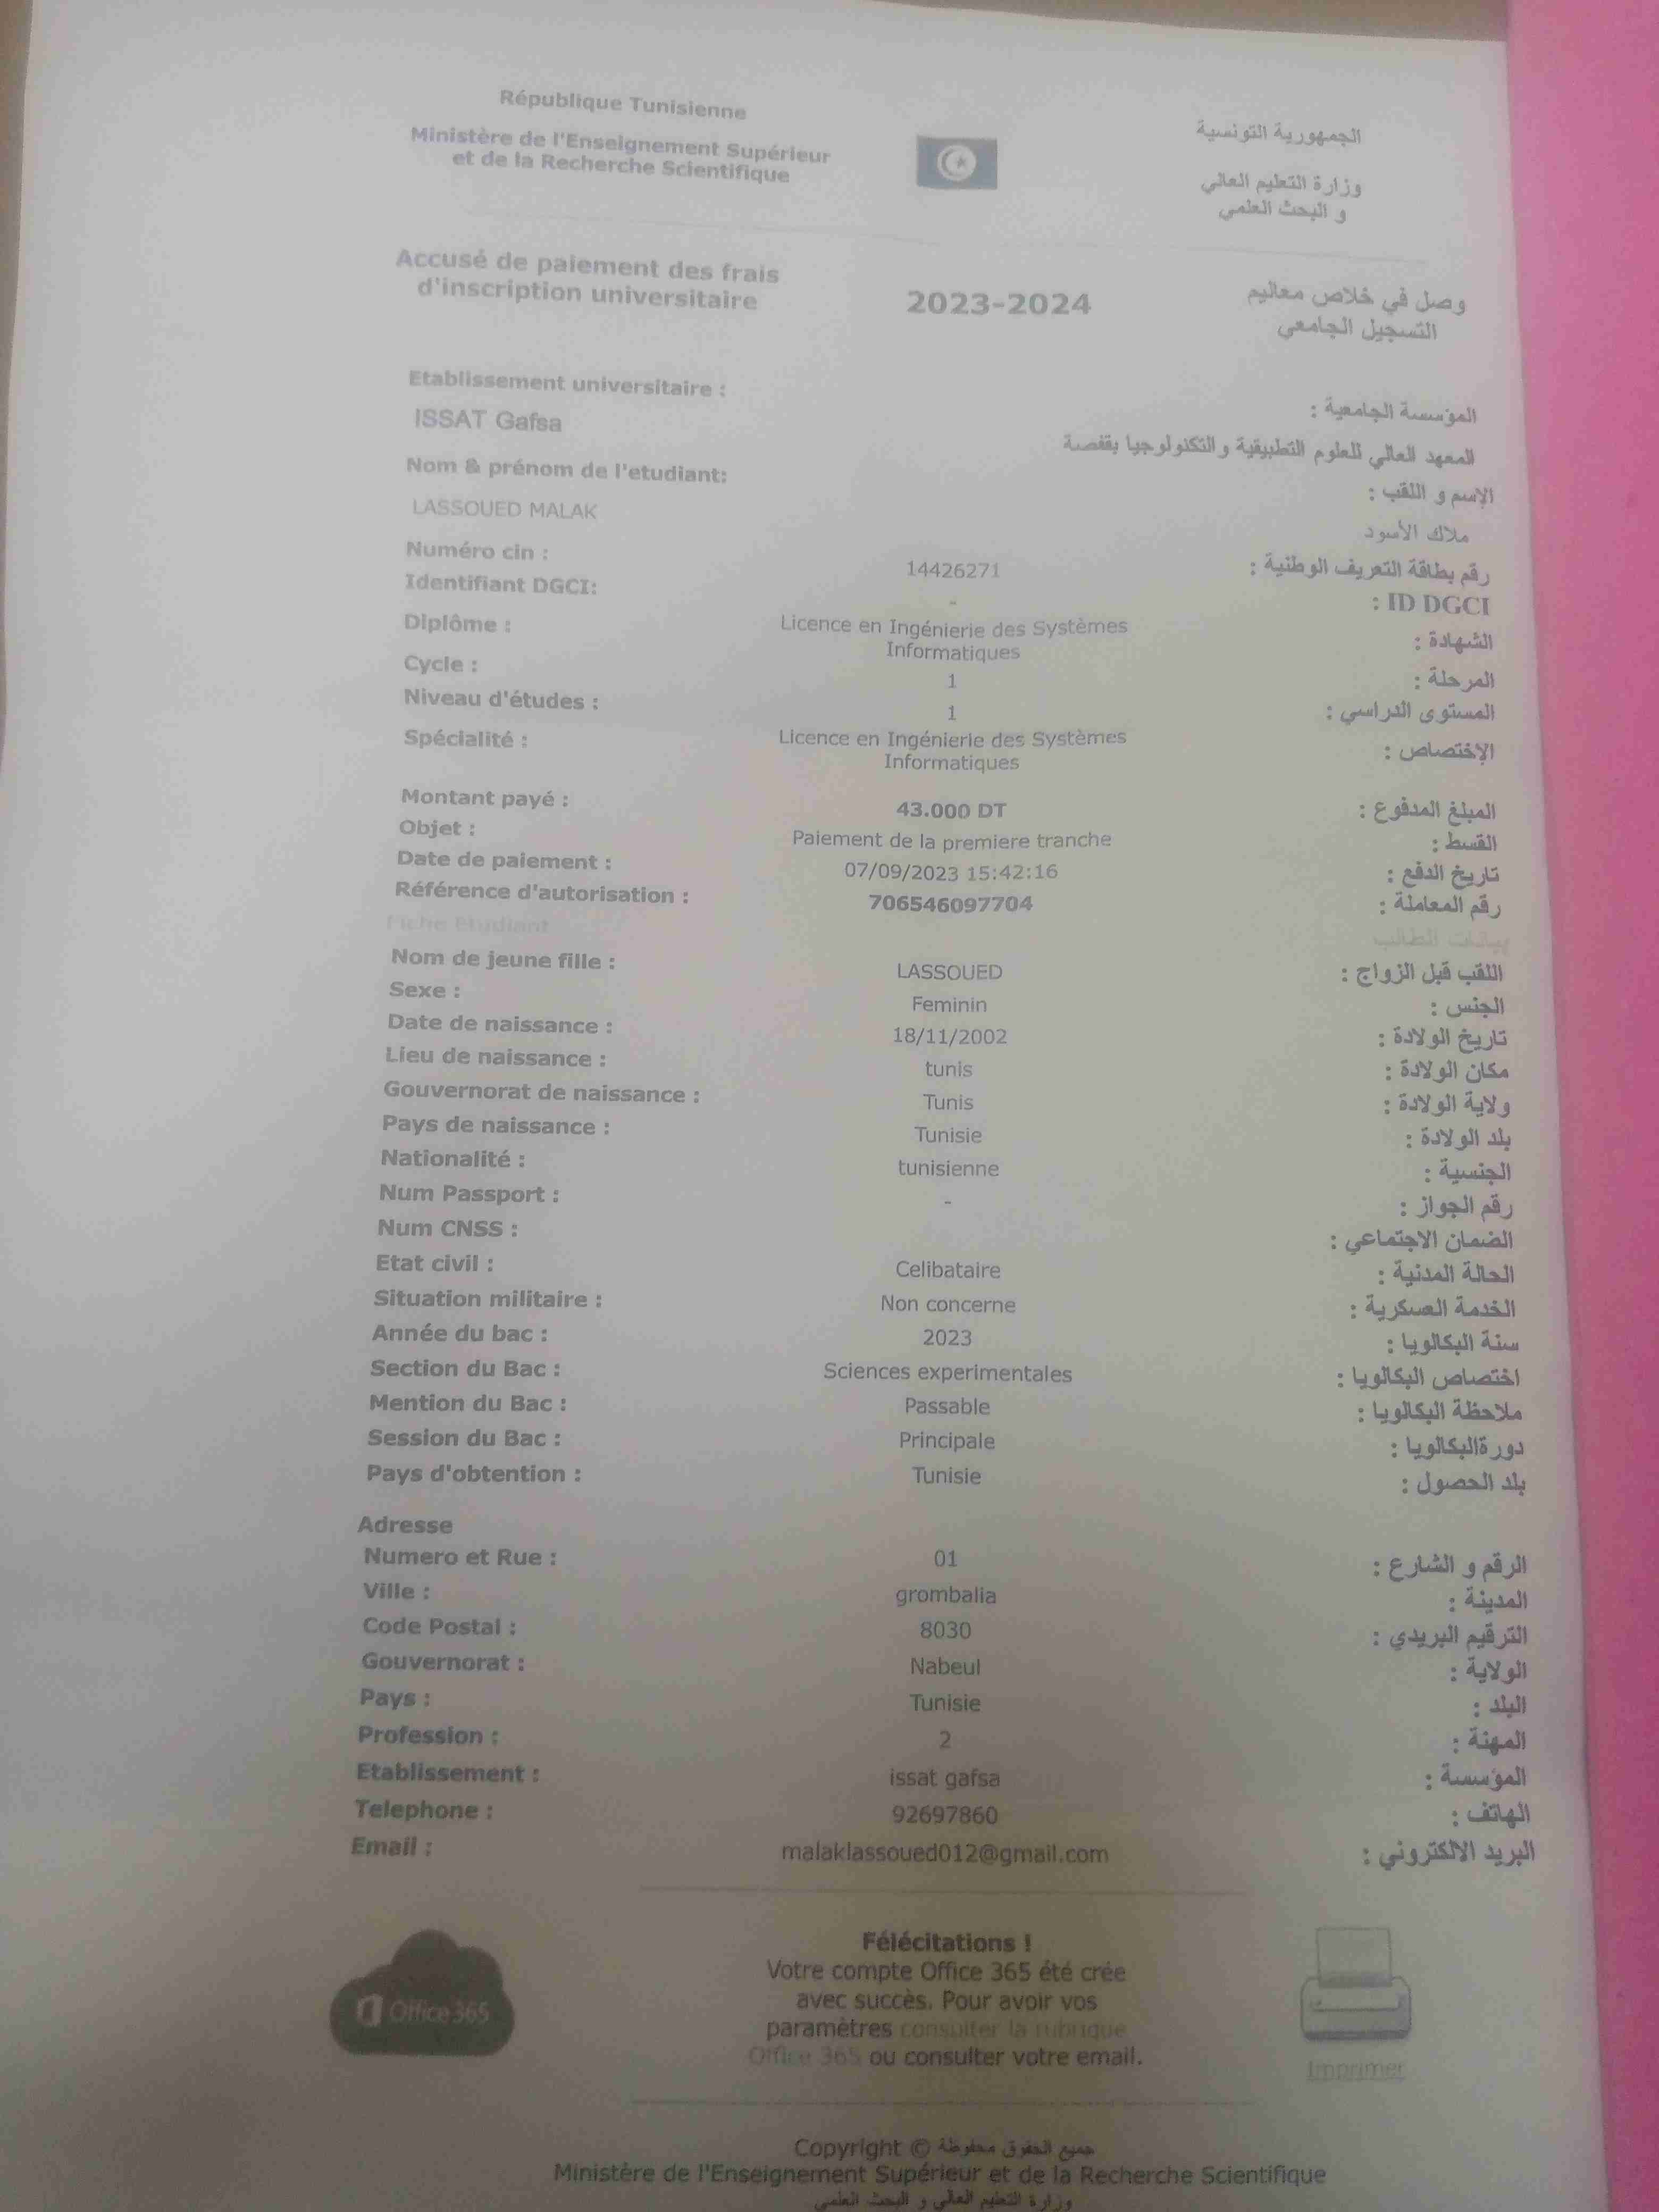 République Tunisienne
Ministère de l'Enseignement Supérieur
et de la Recherche Scientifique
الجمهورية التونسية
وزارة التعليم العالي
و البحث العلمي
Accusé de paiement des frais
d'inscription universitaire
2023-2024
وصل في خلاص معاليم
التسجيل الجامعي
Etablissement universitaire :
المؤسسة الجامعية :
ISSAT Gafsa
المعهد العالي للعلوم التطبيقية والتكنولوجيا بقفصة
Nom & prénom de l'etudiant:
الإسم و اللقب :
LASSOUED MALAK
ملاك الأسود
Numéro cin : 14426271 رقم بطاقة التعريف الوطنية :
Identifiant DGCI: - ID DGCI :
Diplôme : Licence en Ingénierie des Systèmes الشهادة :
Informatiques
Cycle : 1 المرحلة :
Niveau d'études : 1 المستوى الدراسي :
Spécialité : Licence en Ingénierie des Systèmes الإختصاص :
Informatiques
Montant payé : 43.000 DT المبلغ المدفوع :
Objet : Paiement de la premiere tranche القسط :
Date de paiement : 07/09/2023 15:42:16 تاريخ الدفع :
Référence d'autorisation : 706546097704 رقم المعاملة :
Fiche Etudiant بيانات الطالب
Nom de jeune fille : LASSOUED اللقب قبل الزواج :
Sexe : Feminin الجنس :
Date de naissance : 18/11/2002 تاريخ الولادة :
Lieu de naissance : tunis مكان الولادة :
Gouvernorat de naissance : Tunis ولاية الولادة :
Pays de naissance : Tunisie بلد الولادة :
Nationalité : tunisienne الجنسية :
Num Passport : - رقم الجواز :
Num CNSS : الضمان الاجتماعي :
Etat civil : Celibataire الحالة المدنية :
Situation militaire : Non concerne الخدمة العسكرية :
Année du bac : 2023 سنة البكالويا :
Section du Bac : Sciences experimentales اختصاص البكالويا :
Mention du Bac : Passable ملاحظة البكالويا :
Session du Bac : Principale دورةالبكالويا :
Pays d'obtention : Tunisie بلد الحصول :
Adresse
Numero et Rue : 01 الرقم و الشارع :
Ville : grombalia المدينة :
Code Postal : 8030 الترقيم البريدي :
Gouvernorat : Nabeul الولاية :
Pays : Tunisie البلد :
Profession : 2 المهنة :
Etablissement : issat gafsa المؤسسة :
Telephone : 92697860 الهاتف :
Email : malaklassoued012@gmail.com البريد الالكتروني :
Félécitations !
Votre compte Office 365 été crée
avec succès. Pour avoir vos
paramètres consulter la rubrique
Office 365 ou consulter votre email.
Office 365
Imprimer
Copyright © جميع الحقوق محفوظة
Ministère de l'Enseignement Supérieur et de la Recherche Scientifique
وزارة التعليم العالي و البحث العلمي